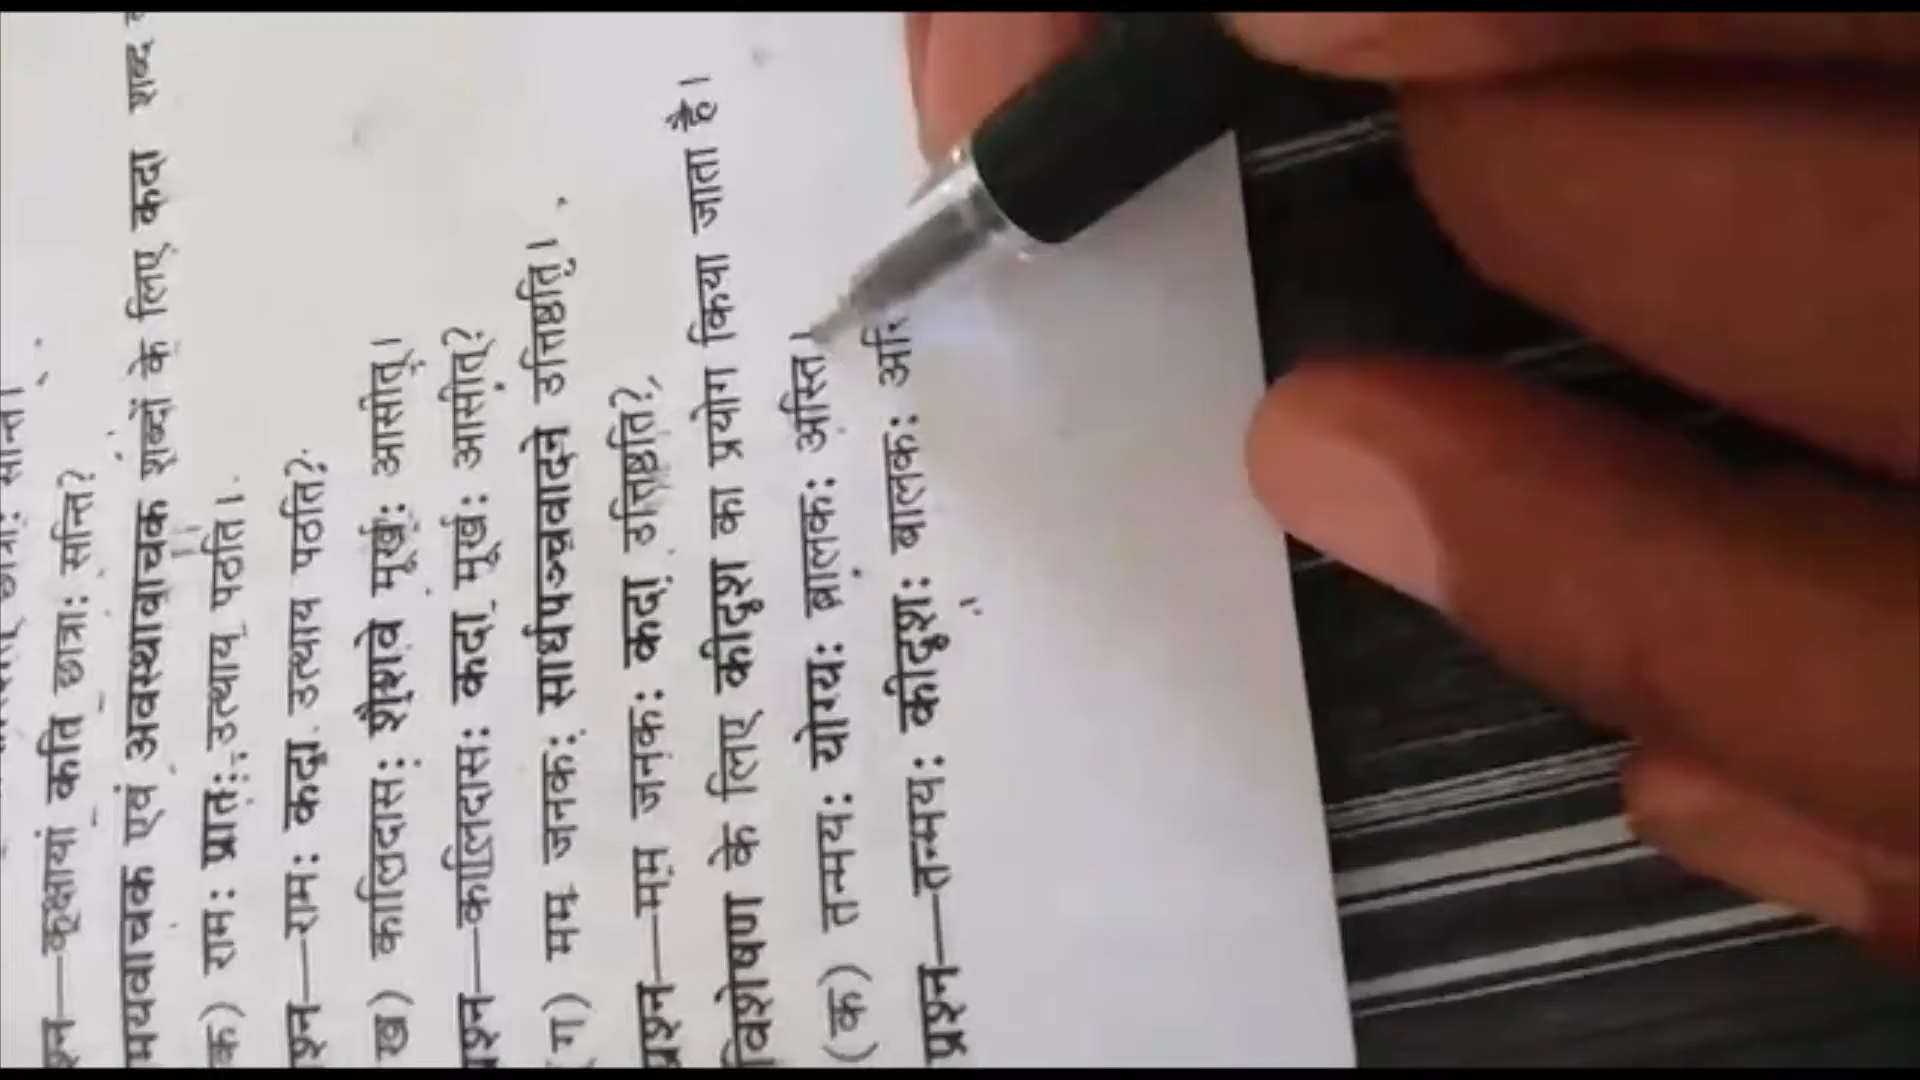 छात्राः सन्ति।
प्रश्न—कक्षायां कति छात्राः सन्ति?
समयवाचक एवं अवस्थावाचक शब्दों के लिए कदा शब्द
(क) रामः प्रातः उत्थाय पठति।
प्रश्न—रामः कदा उत्थाय पठति?
(ख) कालिदासः शैशवे मूर्खः आसीत्।
प्रश्न—कालिदासः कदा मूर्खः आसीत्?
(ग) मम जनकः सार्धपञ्चवादने उत्तिष्ठति।
प्रश्न—मम जनकः कदा उत्तिष्ठति?
विशेषण के लिए कीदृश का प्रयोग किया जाता है।
(क) तन्मयः योग्यः बालकः अस्ति।
प्रश्न—तन्मयः कीदृशः बालकः